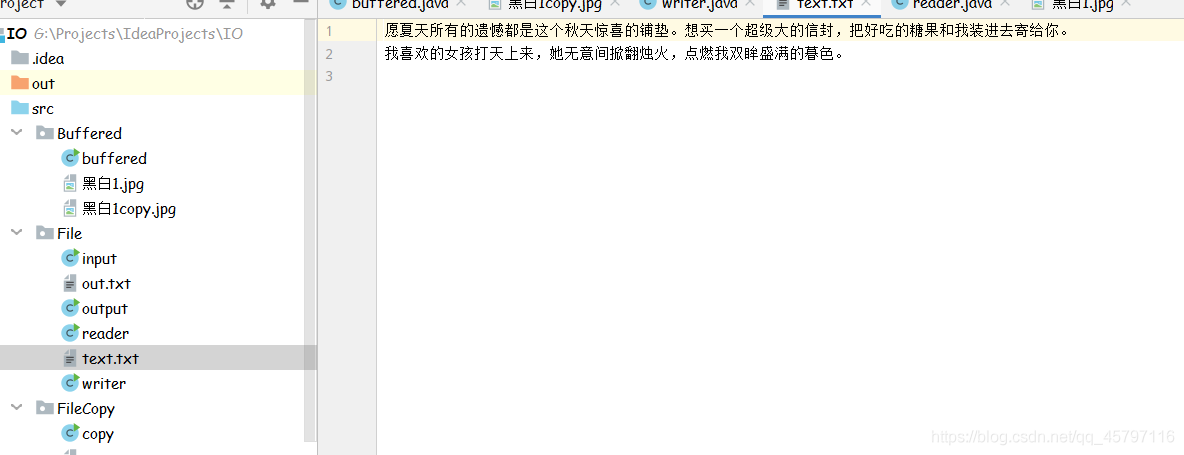 roject
buffered.java
黑白1copy.jpg
writer.java
text.txt
reader.java
黑白1.jpg
IO G:\Projects\IdeaProjects\IO
.idea
out
src
Buffered
buffered
黑白1.jpg
黑白1copy.jpg
File
input
out.txt
output
reader
text.txt
writer
FileCopy
copy
1 愿夏天所有的遗憾都是这个秋天惊喜的铺垫。想买一个超级大的信封，把好吃的糖果和我装进去寄给你。
2 我喜欢的女孩打天上来，她无意间掀翻烛火，点燃我双眸盛满的暮色。
3
https://blog.csdn.net/qq_45797116